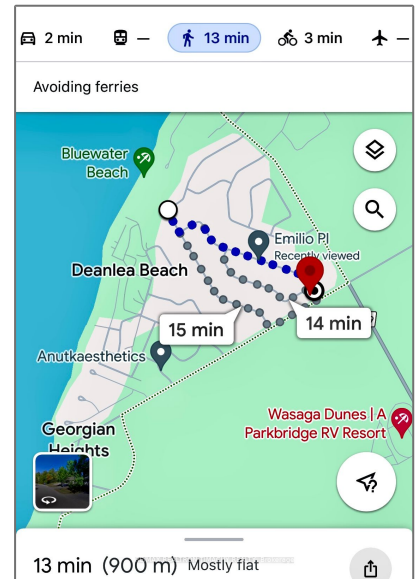 2 min
—
13 min
3 min
—
Avoiding ferries
Bluewater
Beach
Emilio Pl
Recently viewed
Deanlea Beach
15 min
14 min
Anutkaesthetics
Wasaga Dunes | A
Parkbridge RV Resort
Georgian
Heights
13 min (900 m) Mostly flat